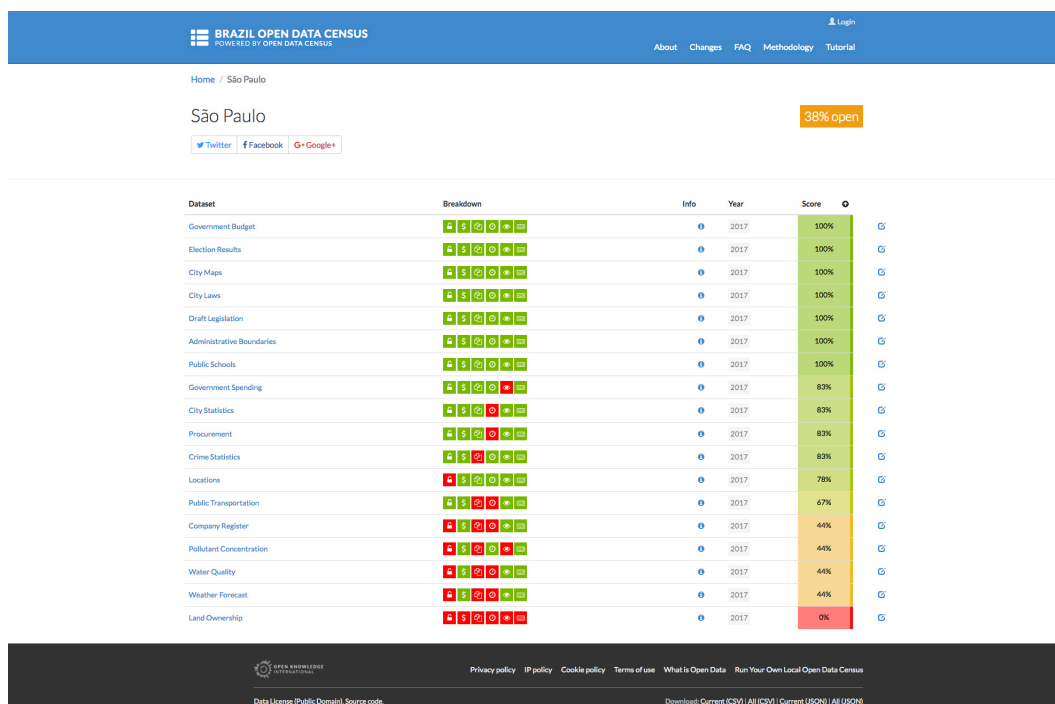 Login
BRAZIL OPEN DATA CENSUS
POWERED BY OPEN DATA CENSUS
About Changes FAQ Methodology Tutorial
Home / São Paulo
São Paulo
38% open
Twitter Facebook G+ Google+
Dataset Breakdown Info Year Score
Government Budget 2017 100%
Election Results 2017 100%
City Maps 2017 100%
City Laws 2017 100%
Draft Legislation 2017 100%
Administrative Boundaries 2017 100%
Public Schools 2017 100%
Government Spending 2017 83%
City Statistics 2017 83%
Procurement 2017 83%
Crime Statistics 2017 83%
Locations 2017 78%
Public Transportation 2017 67%
Company Register 2017 44%
Pollutant Concentration 2017 44%
Water Quality 2017 44%
Weather Forecast 2017 44%
Land Ownership 2017 0%
OPEN KNOWLEDGE
INTERNATIONAL
Privacy policy IP policy Cookie policy Terms of use What is Open Data Run Your Own Local Open Data Census
Data License (Public Domain). Source code.
Download: Current (CSV) | All (CSV) | Current (JSON) | All (JSON)